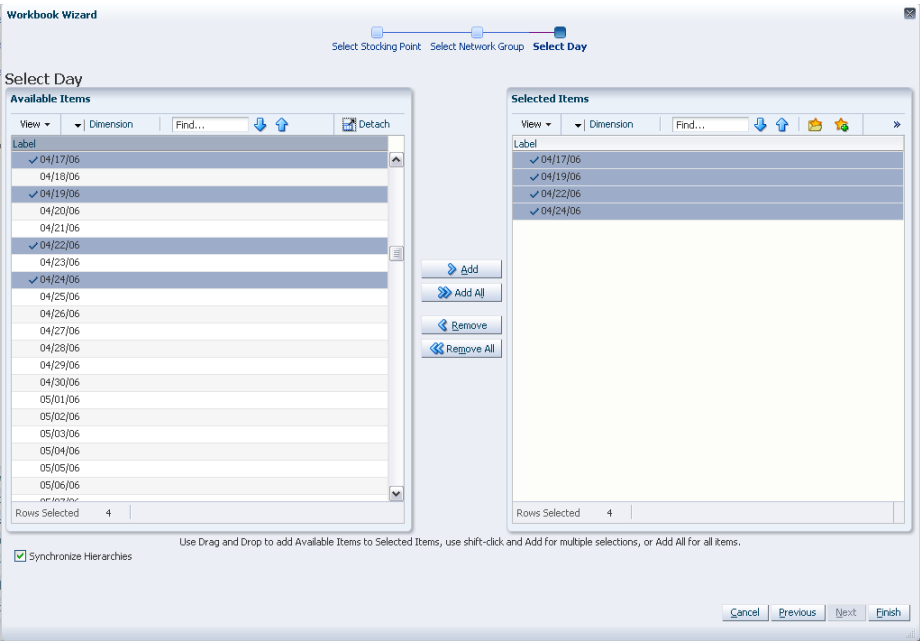 Workbook Wizard
Select Stocking Point Select Network Group Select Day
Select Day
Available Items
View Dimension Find... Detach
Label
04/17/06
04/18/06
04/19/06
04/20/06
04/21/06
04/22/06
04/23/06
04/24/06
04/25/06
04/26/06
04/27/06
04/28/06
04/29/06
04/30/06
05/01/06
05/02/06
05/03/06
05/04/06
05/05/06
05/06/06
Rows Selected 4
Add
Add All
Remove
Remove All
Selected Items
View Dimension Find... »
Label
04/17/06
04/19/06
04/22/06
04/24/06
Rows Selected 4
Use Drag and Drop to add Available Items to Selected Items, use shift-click and Add for multiple selections, or Add All for all items.
Synchronize Hierarchies
Cancel Previous Next Finish